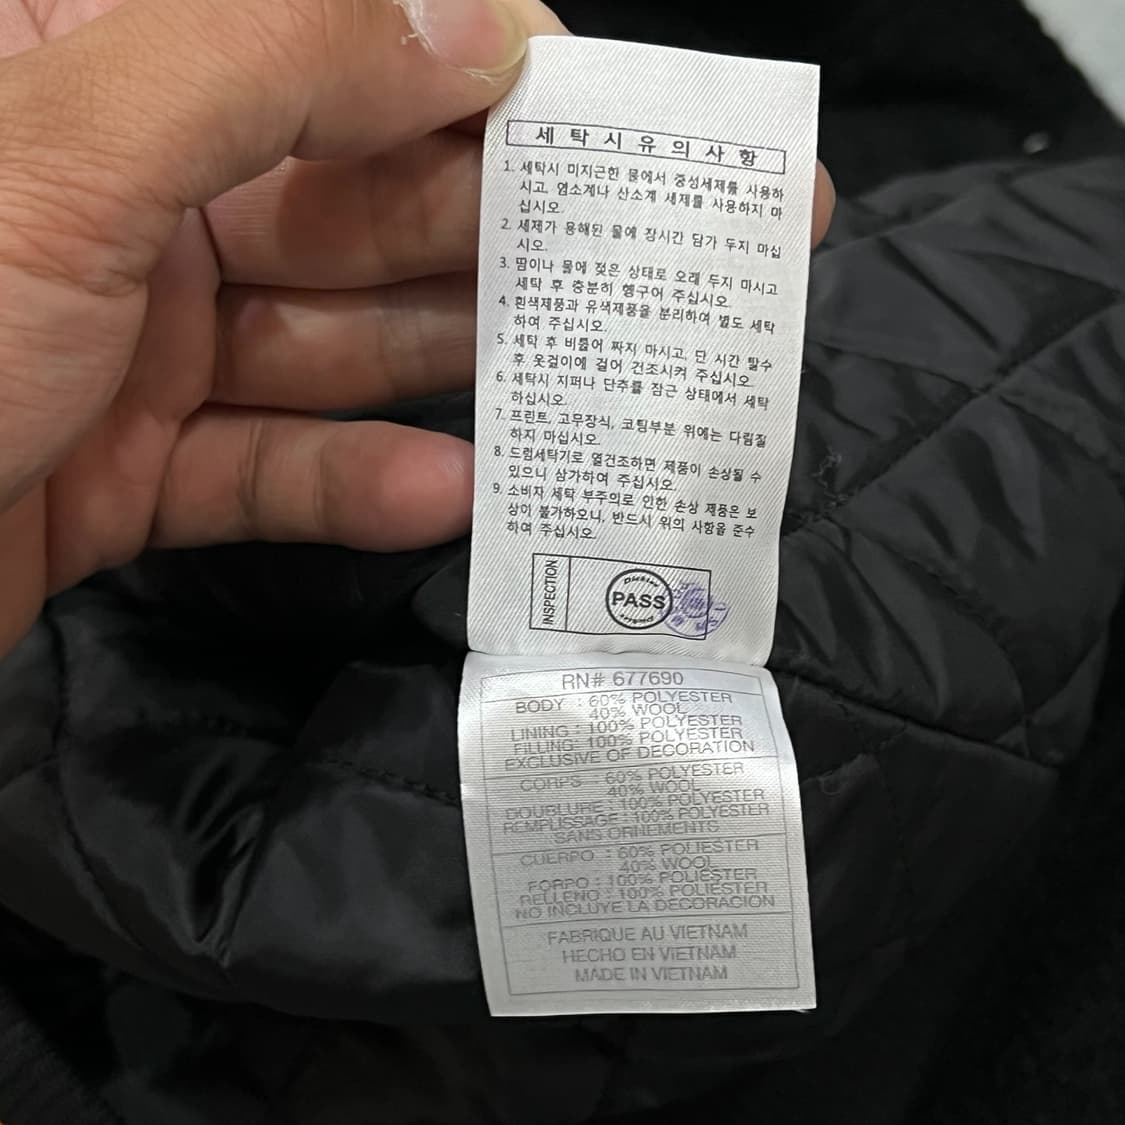 세탁시유의사항
1. 세탁시 미지근한 물에서 중성세제를 사용하
시고, 염소계나 산소계 세제를 사용하지 마
십시오.
2. 세제가 용해된 물에 장시간 담가 두지 마십
시오.
3. 땀이나 물에 젖은 상태로 오래 두지 마시고
세탁 후 충분히 헹구어 주십시오.
4. 흰색제품과 유색제품을 분리하여 별도 세탁
하여 주십시오.
5. 세탁 후 비틀어 짜지 마시고, 단 시간 탈수
후 옷걸이에 걸어 건조시켜 주십시오.
6. 세탁시 지퍼나 단추를 잠근 상태에서 세탁
하십시오.
7. 프린트, 고무장식, 코팅부분 위에는 다림질
하지 마십시오.
8. 드럼세탁기로 열건조하면 제품이 손상될 수
있으니 삼가하여 주십시오.
9. 소비자 세탁 부주의로 인한 손상 제품은 보
상이 불가하오니, 반드시 위의 사항을 준수
하여 주십시오.
INSPECTION
Dickies
PASS
Dickies
RN# 677690
BODY : 60% POLYESTER
40% WOOL
LINING : 100% POLYESTER
FILLING: 100% POLYESTER
EXCLUSIVE OF DECORATION
CORPS : 60% POLYESTER
40% WOOL
DOUBLURE : 100% POLYESTER
REMPLISSAGE : 100% POLYESTER
SANS ORNEMENTS
CUERPO : 60% POLIESTER
40% WOOL
FORPO : 100% POLIÉSTER
RELLENO : 100% POLIÉSTER
NO INCLUYE LA DECORACION
FABRIQUE AU VIETNAM
HECHO EN VIETNAM
MADE IN VIETNAM